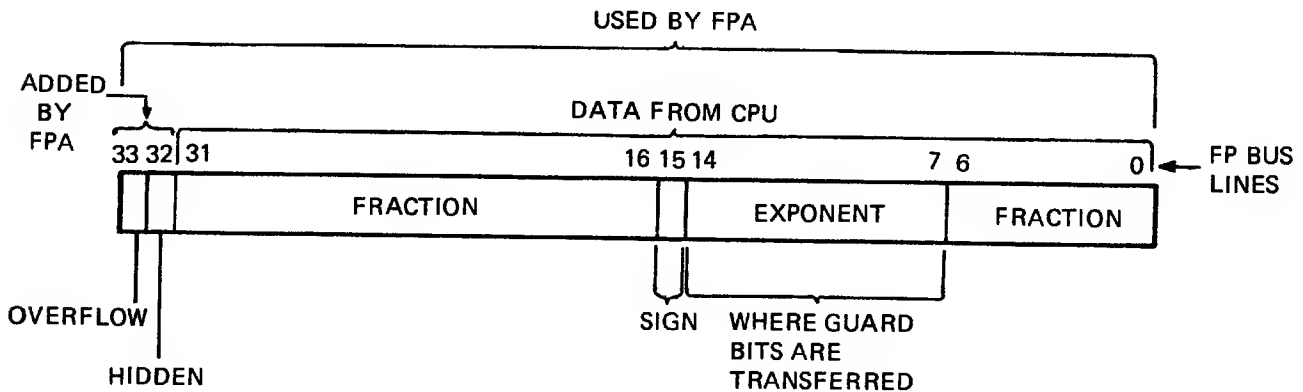 USED BY FPA
ADDED
BY
FPA
DATA FROM CPU
33 32 31 16 15 14 7 6 0
FP BUS
LINES
FRACTION EXPONENT FRACTION
OVERFLOW
HIDDEN
SIGN
WHERE GUARD
BITS ARE
TRANSFERRED